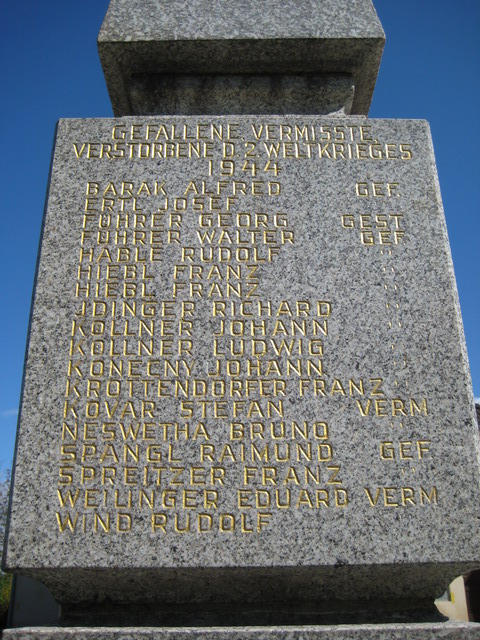 GEFALLENE VERMISSTE
VERSTORBENE D.2.WELTKRIEGES
1944
BARAK ALFRED GEF.
ERTL JOSEF "
FÜHRER GEORG GEST.
FÜHRER WALTER GEF.
HABLE RUDOLF "
HIEBL FRANZ "
HIEBL FRANZ "
JDINGER RICHARD "
KÖLLNER JOHANN "
KÖLLNER LUDWIG "
KONECNY JOHANN "
KROTTENDORFER FRANZ "
KOVAR STEFAN VERM.
NESWETHA BRUNO "
SPANGL RAIMUND GEF.
SPREITZER FRANZ "
WEILINGER EDUARD VERM.
WIND RUDOLF "